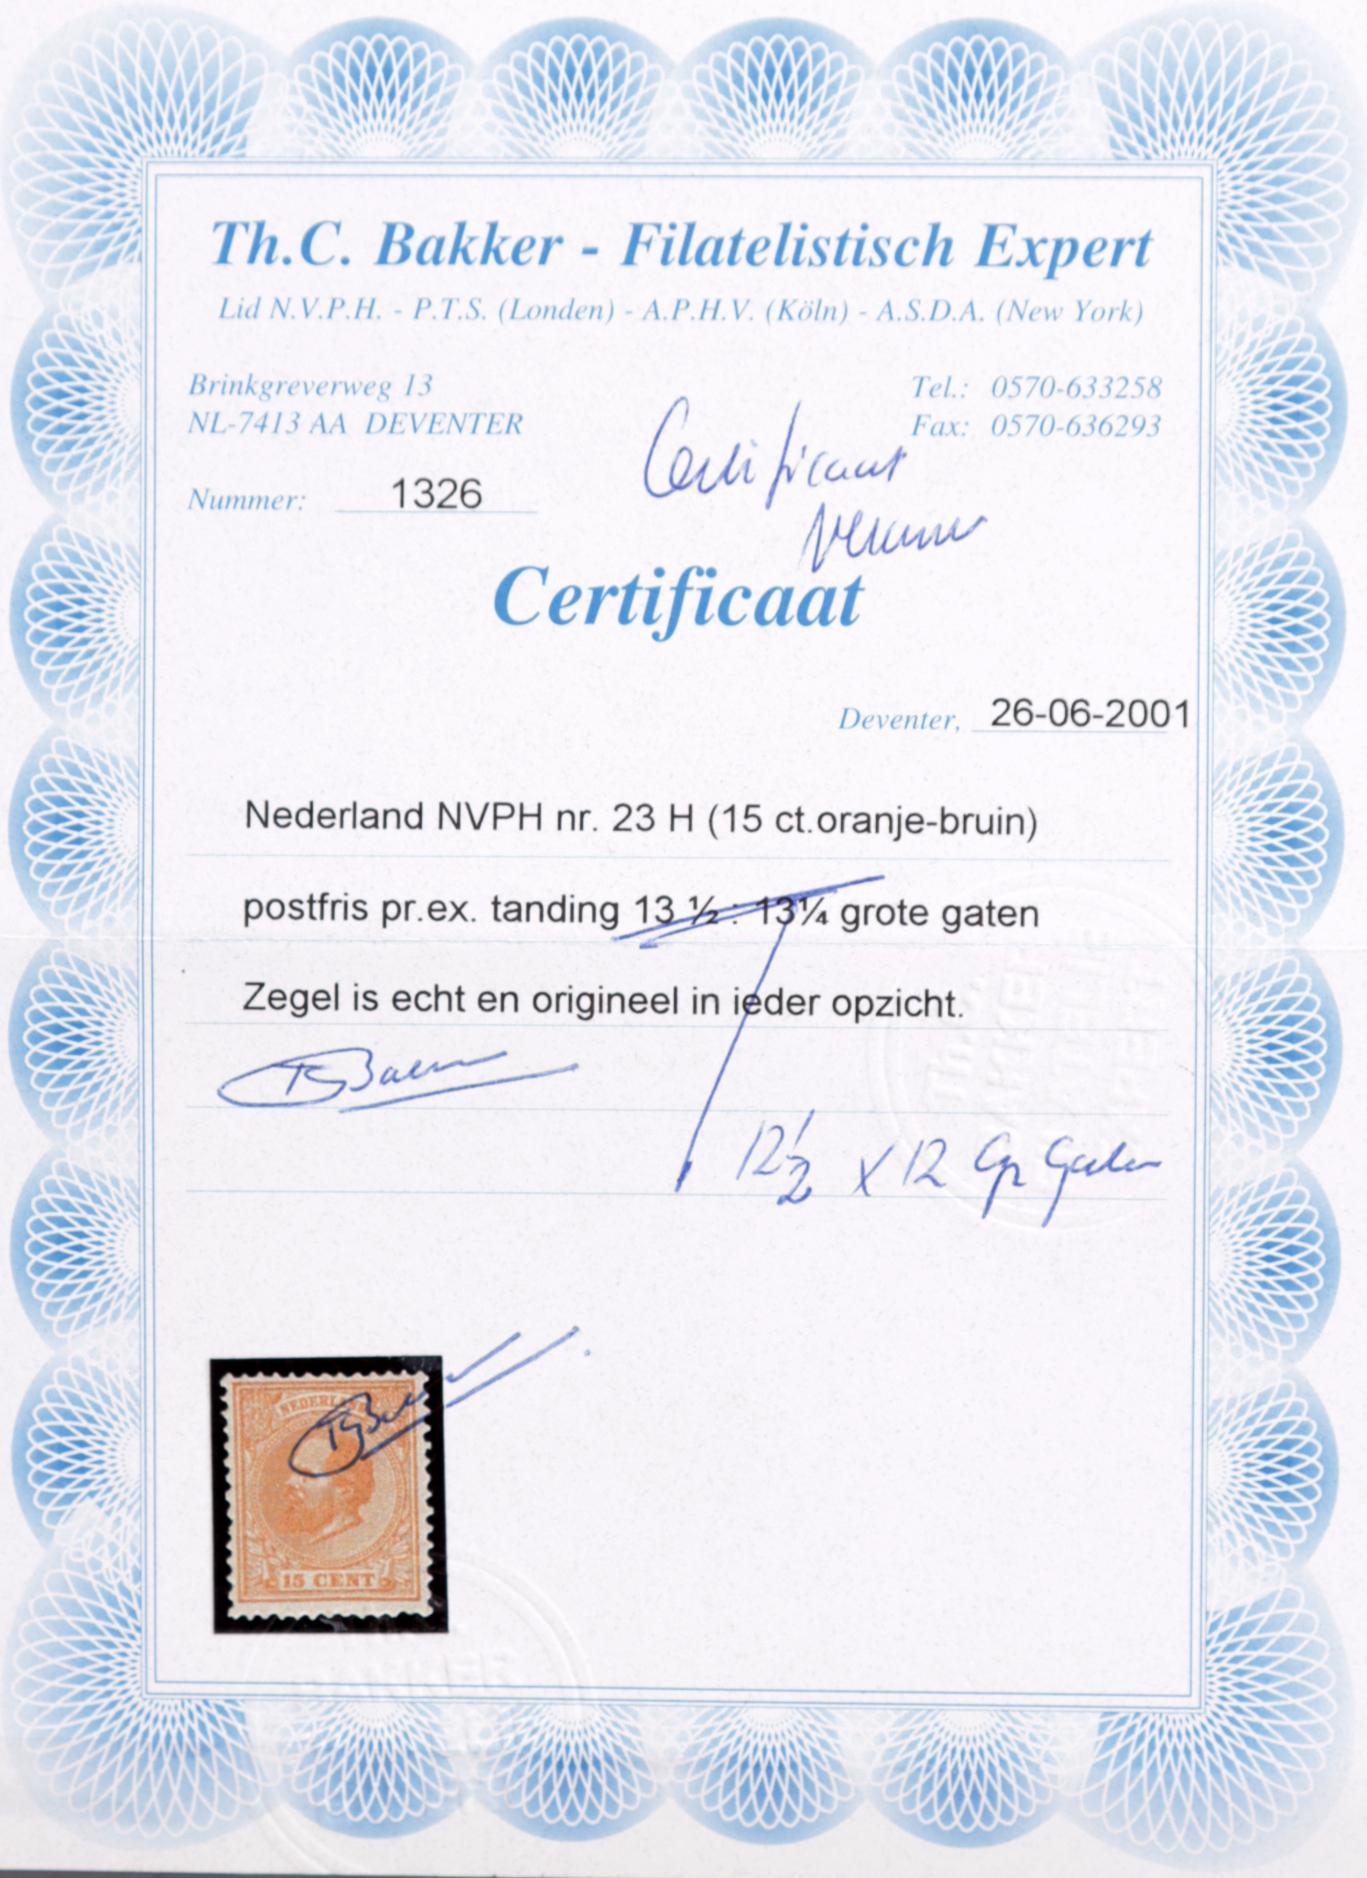 Th.C. Bakker - Filatelistisch Expert
Lid N.V.P.H. - P.T.S. (Londen) - A.P.H.V. (Köln) - A.S.D.A. (New York)
Brinkgreverweg 13
NL-7413 AA DEVENTER
Tel.: 0570-633258
Fax: 0570-636293
Nummer: 1326
Certificaat
Certificaat
Deventer, 26-06-2001
Nederland NVPH nr. 23 H (15 ct.oranje-bruin)
postfris pr.ex. tanding 13 ½ : 13¼ grote gaten
Zegel is echt en origineel in ieder opzicht.
12½ x 12 Gr Gaten
15 CENT